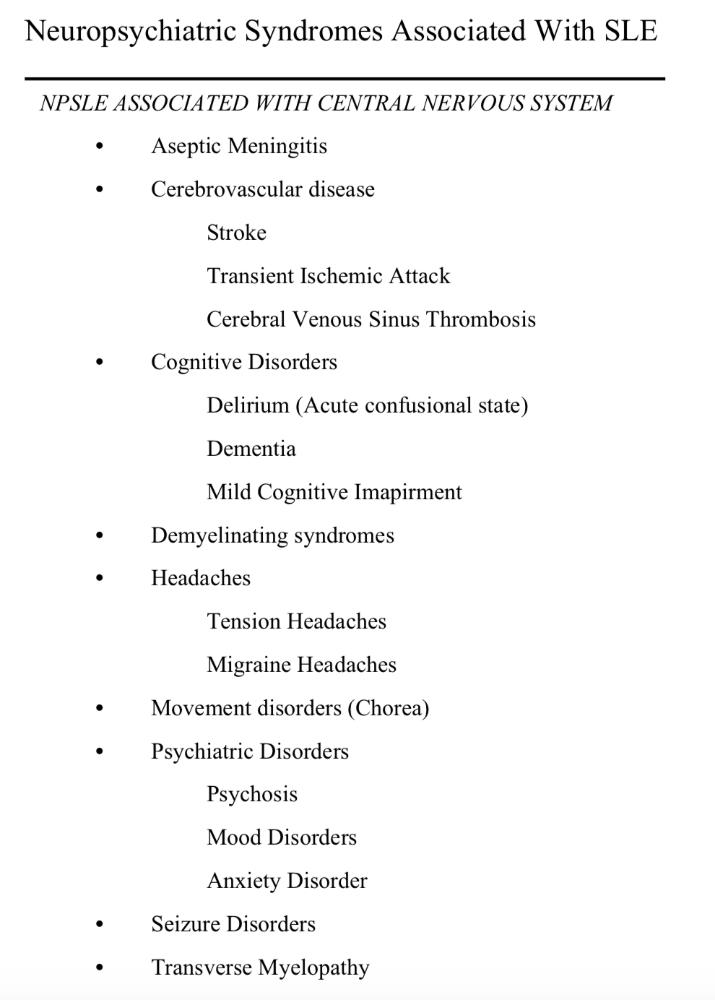 Neuropsychiatric Syndromes Associated With SLE
NPSLE ASSOCIATED WITH CENTRAL NERVOUS SYSTEM
• Aseptic Meningitis
• Cerebrovascular disease
Stroke
Transient Ischemic Attack
Cerebral Venous Sinus Thrombosis
• Cognitive Disorders
Delirium (Acute confusional state)
Dementia
Mild Cognitive Imapirment
• Demyelinating syndromes
• Headaches
Tension Headaches
Migraine Headaches
• Movement disorders (Chorea)
• Psychiatric Disorders
Psychosis
Mood Disorders
Anxiety Disorder
• Seizure Disorders
• Transverse Myelopathy